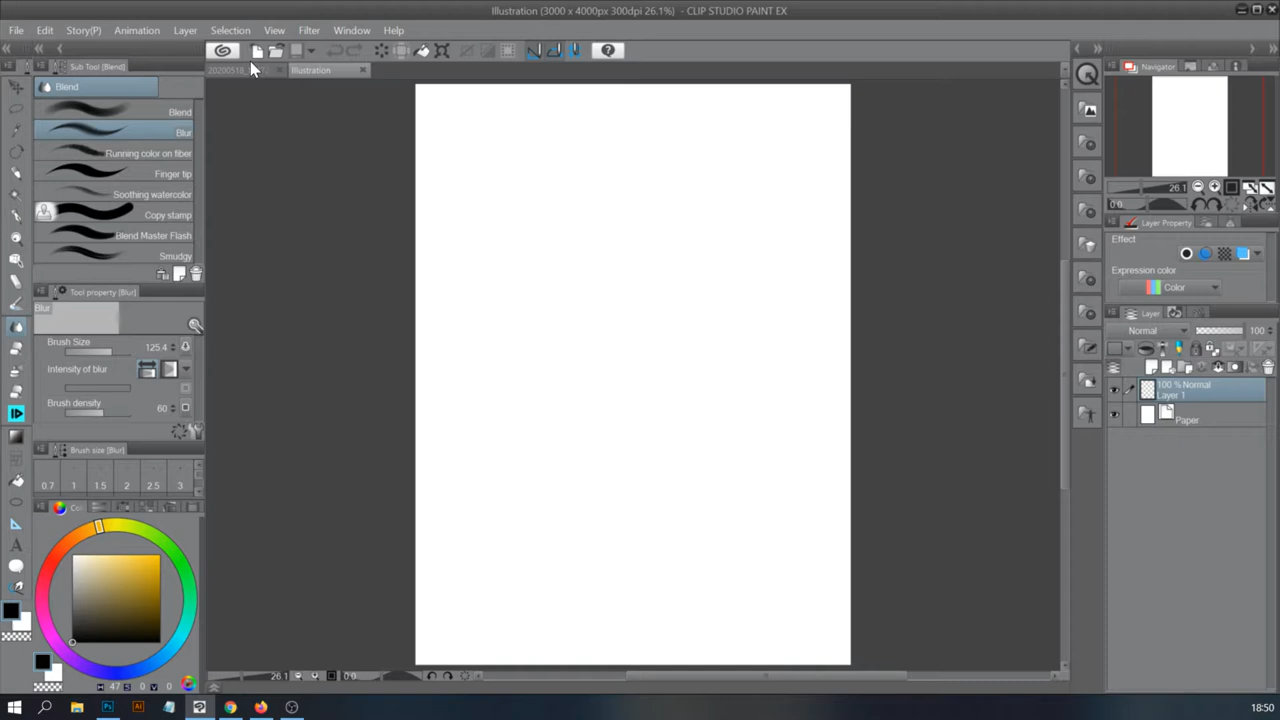 Illustration (3000 x 4000px 300dpi 26.1%) - CLIP STUDIO PAINT EX
File Edit Story(P) Animation Layer Selection View Filter Window Help
Illustration
Sub Tool [Blend]
Blend
Blend
Blur
Running color on fiber
Finger tip
Soothing watercolor
Copy stamp
Blend Master Flash
Smudgy
Tool property [Blur]
Blur
Brush Size 125.4
Intensity of blur
Brush density 60
Brush size [Blur]
0.7 1 1.5 2 2.5 3
H 47 S 0 V 0
26.1 0.0
Navigator
26.1
0.0
Layer Property
Effect
Expression color
Color
Layer
Normal 100
100 % Normal
Layer 1
Paper
18:50